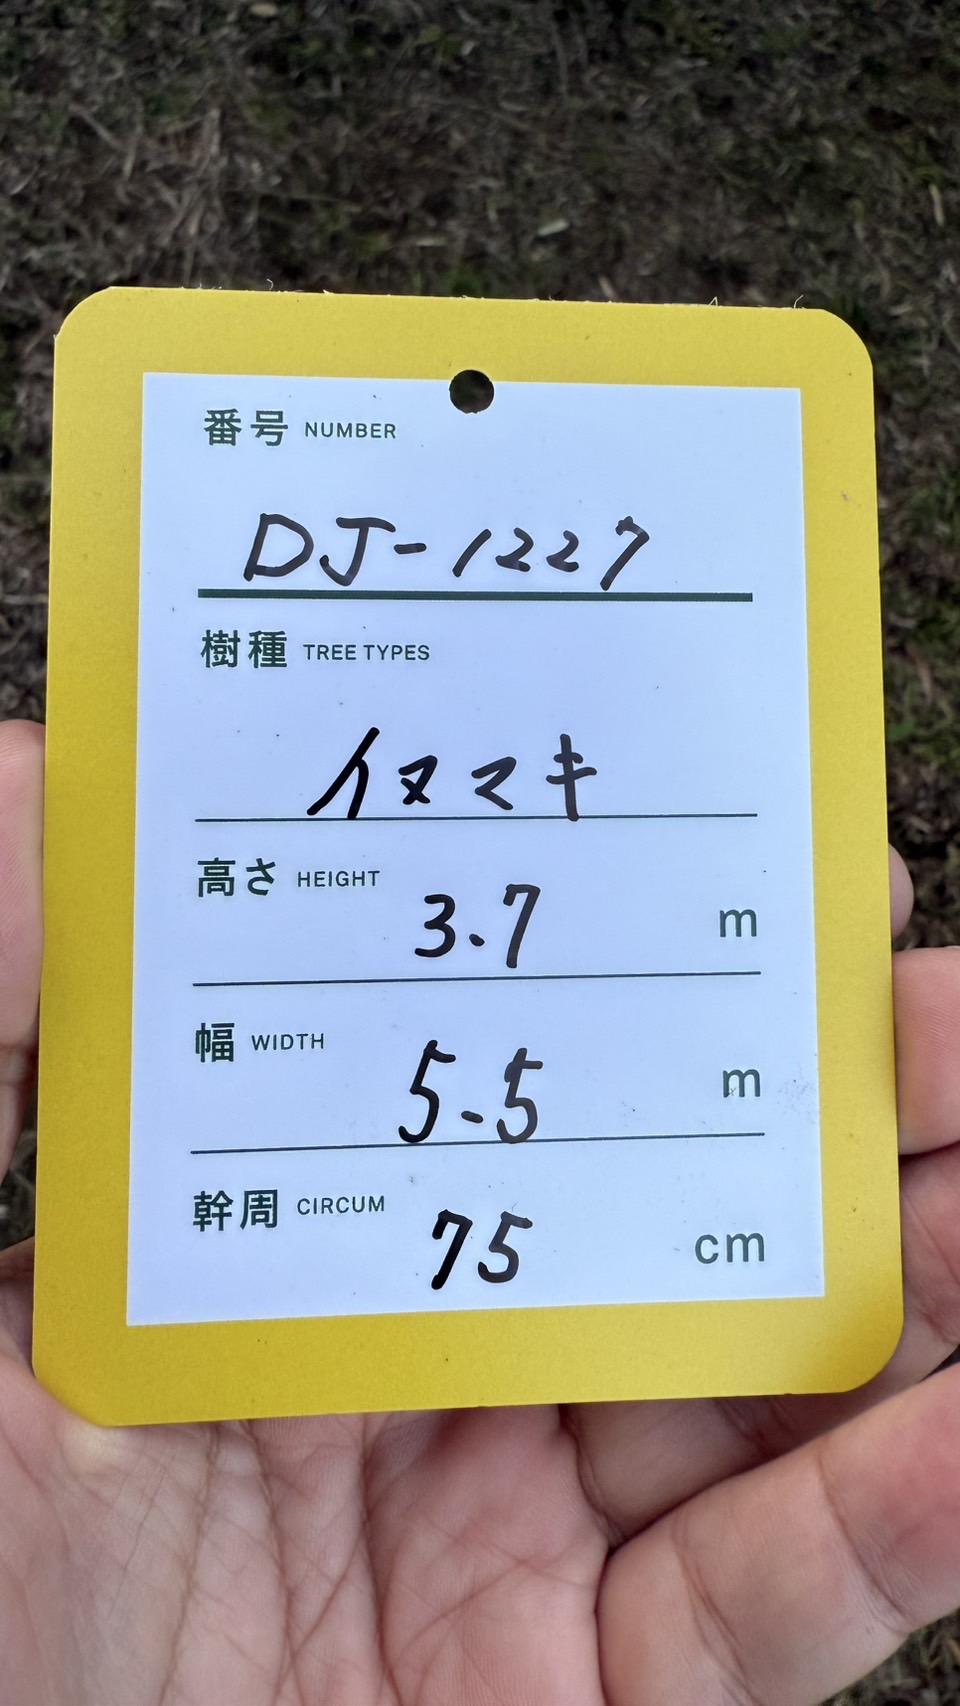 番号 NUMBER
DJ-1227
樹種 TREE TYPES
イヌマキ
高さ HEIGHT 3.7 m
幅 WIDTH 5.5 m
幹周 CIRCUM 75 cm